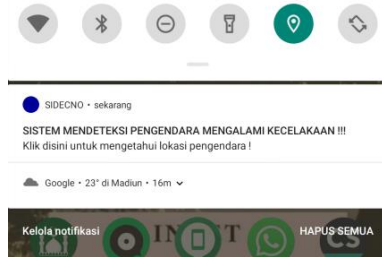 SIDECNO • sekarang
SISTEM MENDETEKSI PENGENDARA MENGALAMI KECELAKAAN !!!
Klik disini untuk mengetahui lokasi pengendara !
Google • 23° di Madiun • 16m
Kelola notifikasi
HAPUS SEMUA